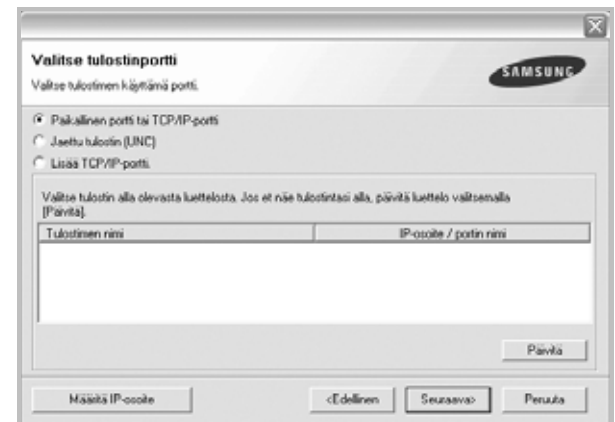 Valitse tulostinportti
Valitse tulostimen käyttämä portti.
SAMSUNG
Paikallinen portti tai TCP/IP-portti
Jaettu tulostin (UNC)
Lisää TCP/IP-portti.
Valitse tulostin alla olevasta luettelosta. Jos et näe tulostintasi alla, päivitä luettelo valitsemalla
[Päivitä].
Tulostimen nimi IP-osoite / portin nimi
Päivitä
Määritä IP-osoite <Edellinen Seuraava> Peruuta